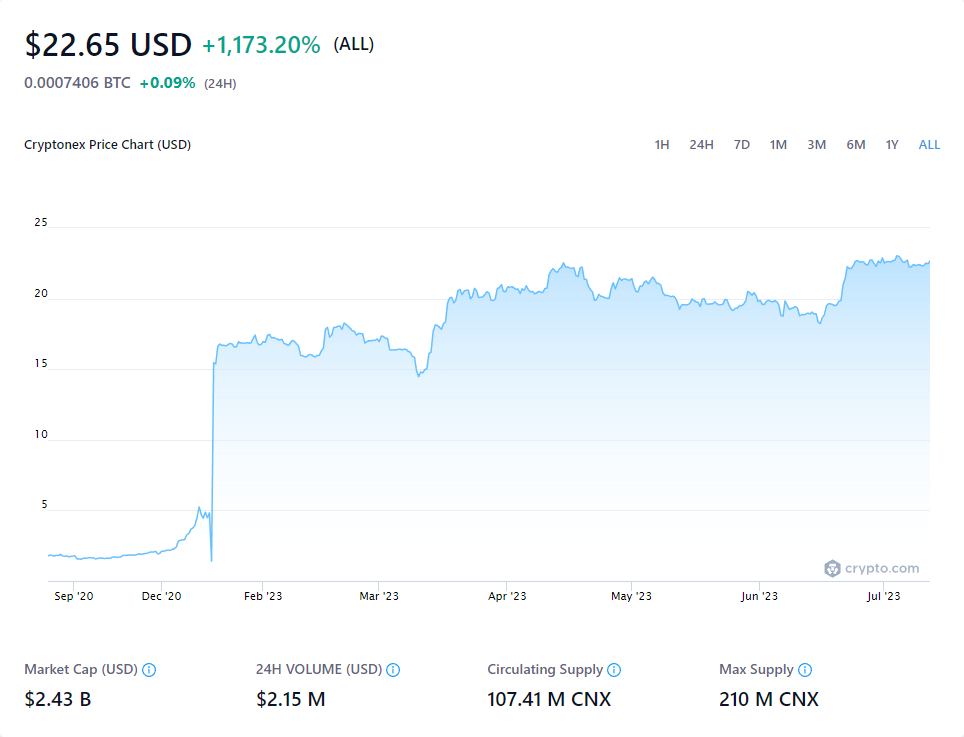 $22.65 USD +1,173.20% (ALL)
0.0007406 BTC +0.09% (24H)
Cryptonex Price Chart (USD) 1H 24H 7D 1M 3M 6M 1Y ALL
25
20
15
10
5
crypto.com
Sep '20 Dec '20 Feb '23 Mar '23 Apr '23 May '23 Jun '23 Jul '23
Market Cap (USD) 24H VOLUME (USD) Circulating Supply Max Supply
$2.43 B $2.15 M 107.41 M CNX 210 M CNX